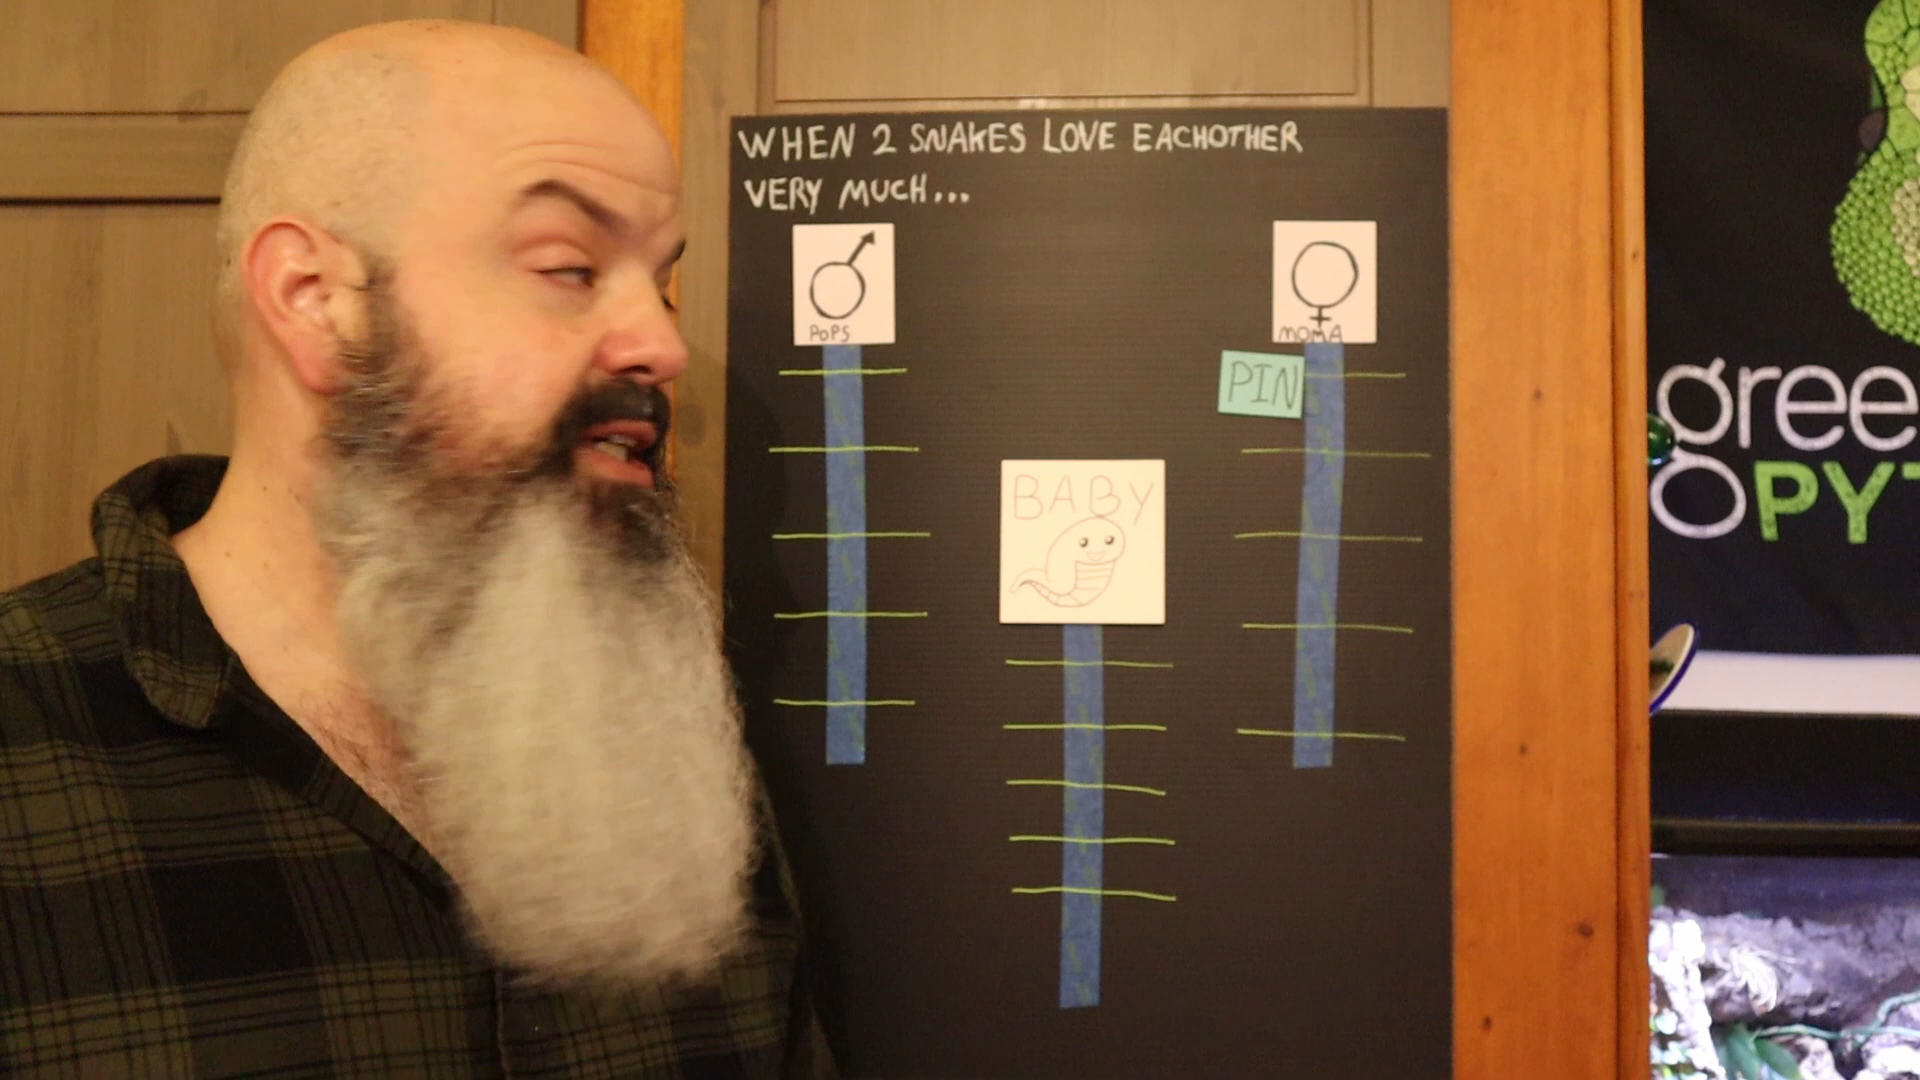 WHEN 2 SNAKES LOVE EACHOTHER
VERY MUCH...
POPS
MOMA
PIN
BABY
gree
PYT